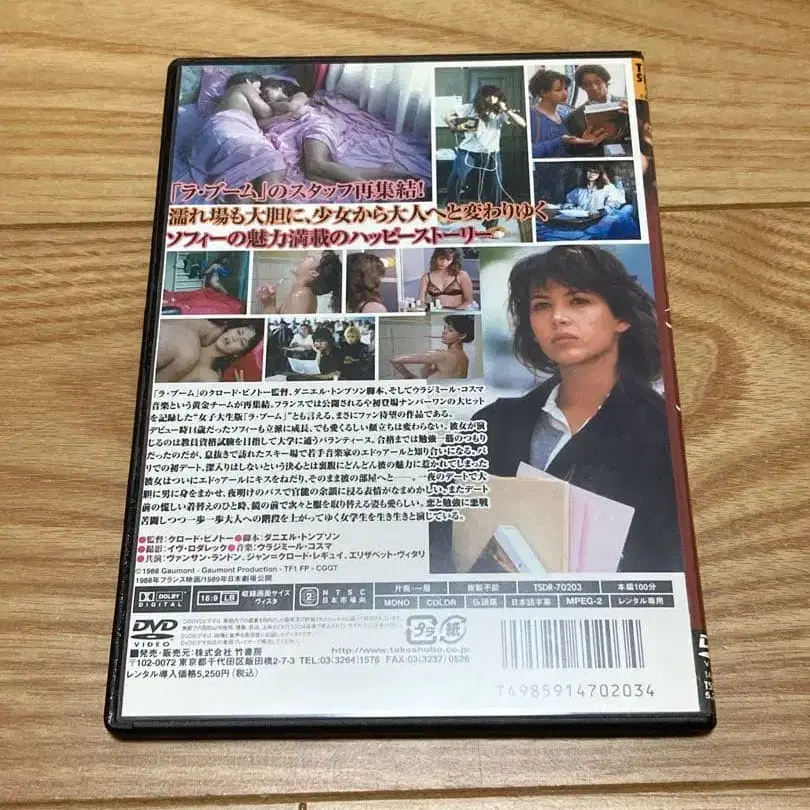 「ラ・ブーム」のスタッフ再集結!
濡れ場も大胆に、少女から大人へと変わりゆく
ソフィーの魅力満載のハッピーストーリー
「ラ・ブーム」のクロード・ピノトー監督、ダニエル・トンプソン脚本、そしてウラジミール・コスマ
音楽という黄金チームが再集結。フランスでは公開されるや初登場ナンバーワンの大ヒット
を記録した“女子大生版「ラ・ブーム」”とも言える、まさにファン待望の作品である。
デビュー時14歳だったソフィーも立派に成長、でも愛くるしい顔立ちは変わらない。彼女が演
じるのは教員資格試験を目指して大学に通うバランティーヌ。合格までは勉強一筋のつもり
だったのだが、息抜きで訪れたスキー場で若手音楽家のエドゥアールと知り合いになる。パ
リでの初デート、深入りはしないという決心とは裏腹にどんどん彼の魅力に惹かれてしまった
彼女はついにエドゥアールにキスをねだり、そのまま彼の部屋へと―。一夜のデートで大
胆に男に身をまかせ、夜明けのバスで官能の余韻に浸る表情がなまめかしい。またデート
前の慌しい着替えのひと時、鏡の前で次々と服を取り替える姿も愛らしい。恋と勉強に悪戦
苦闘しつつ一歩一歩大人への階段を上がってゆく女学生を生き生きと演じている。
●監督:クロード・ピノトー●脚本:ダニエル・トンプソン
●撮影:イヴ・ロダレック●音楽:ウラジミール・コスマ
●共演:ヴァンサン・ランドン、ジャン=クロード・レギュイ、エリザベット・ヴィタリ
©1988 Gaumont - Gaumont Production - TF1 FP - CGGT
1988年フランス映画/1989年日本劇場公開
DOLBY DIGITAL
16:9 LB
収録画面サイズ
ヴィスタ
2
NTSC
日本市場向
片面・一層
複製不能
TSDR-70203
本編100分
MONO
COLOR
仏語版
日本語字幕
MPEG-2
レンタル専用
DVD
VIDEO
プラ
紙
■発売・販売元:株式会社 竹書房
http://www.takeshobo.co.jp
〒102-0072 東京都千代田区飯田橋2-7-3 TEL:03(3264)1576 FAX:03(3237)0526
レンタル導入価格5,250円(税込)
T4985914702034